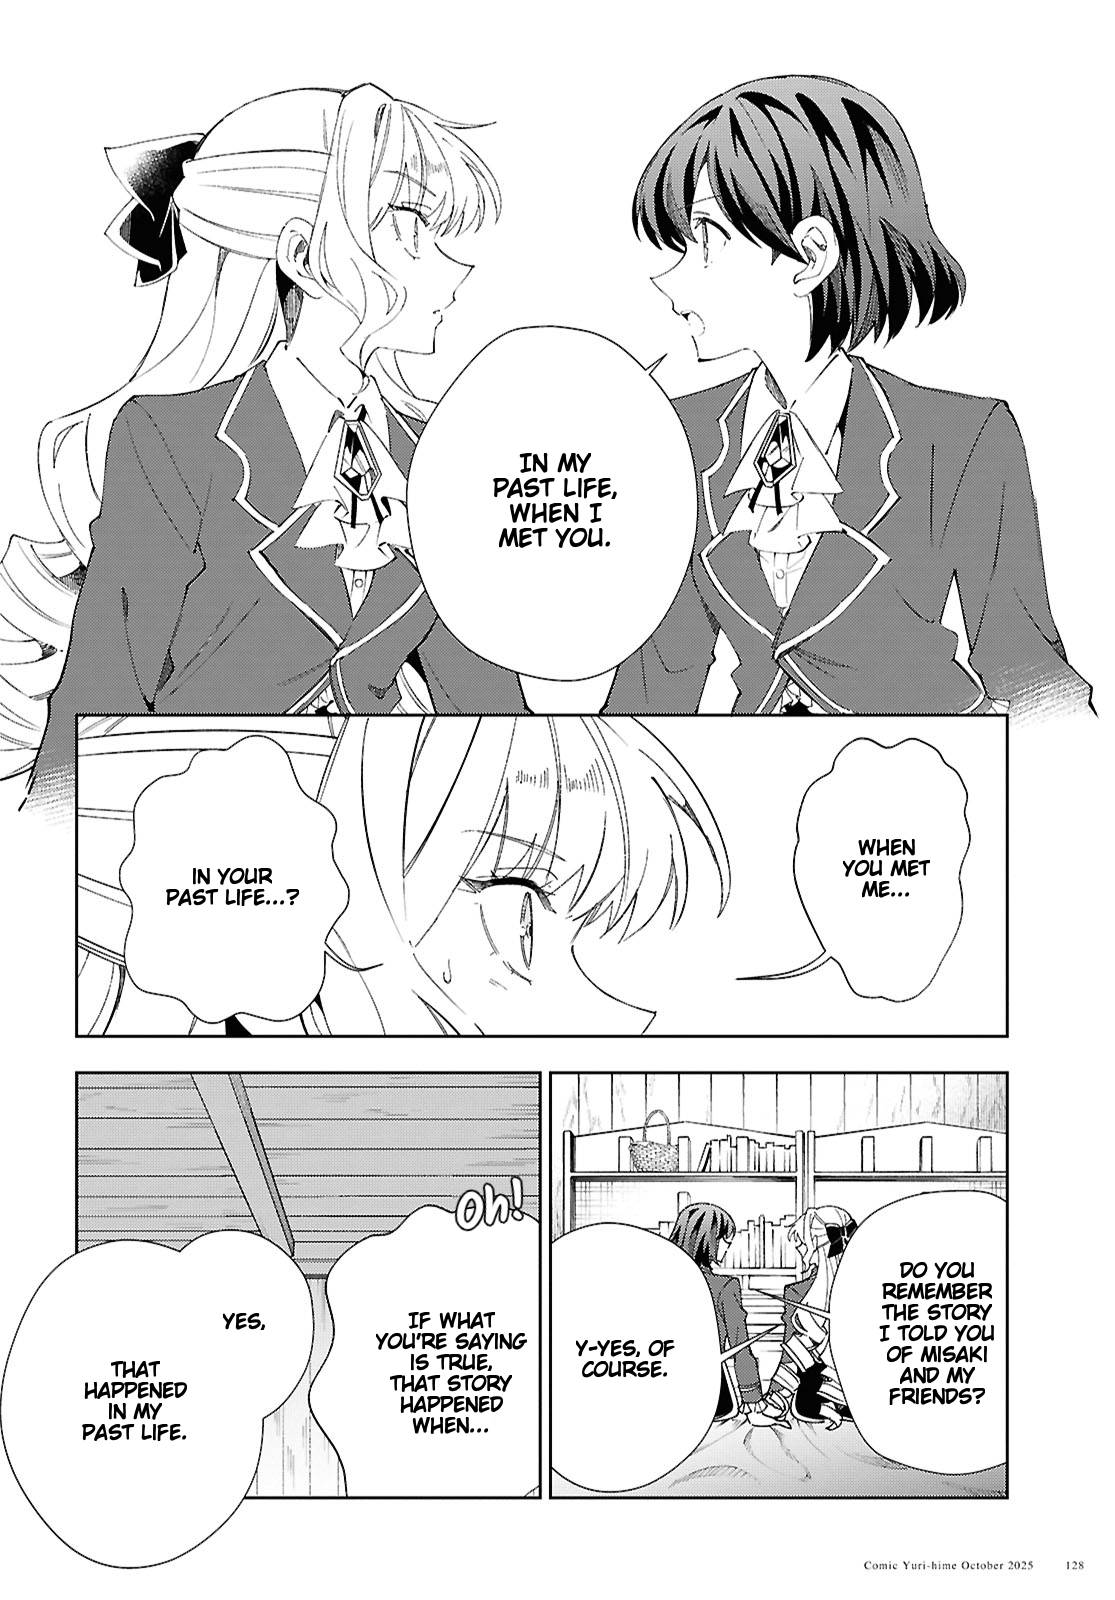 IN MY
PAST LIFE,
WHEN I
MET YOU.
WHEN
YOU MET
ME...
IN YOUR
PAST LIFE...?
DO YOU
REMEMBER
THE STORY
I TOLD YOU
OF MISAKI
AND MY
FRIENDS?
Y-YES, OF
COURSE.
Oh!
IF WHAT
YOU'RE SAYING
IS TRUE,
THAT STORY
HAPPENED
WHEN...
YES,
THAT
HAPPENED
IN MY
PAST LIFE.
Comic Yuri-hime October 2025 128